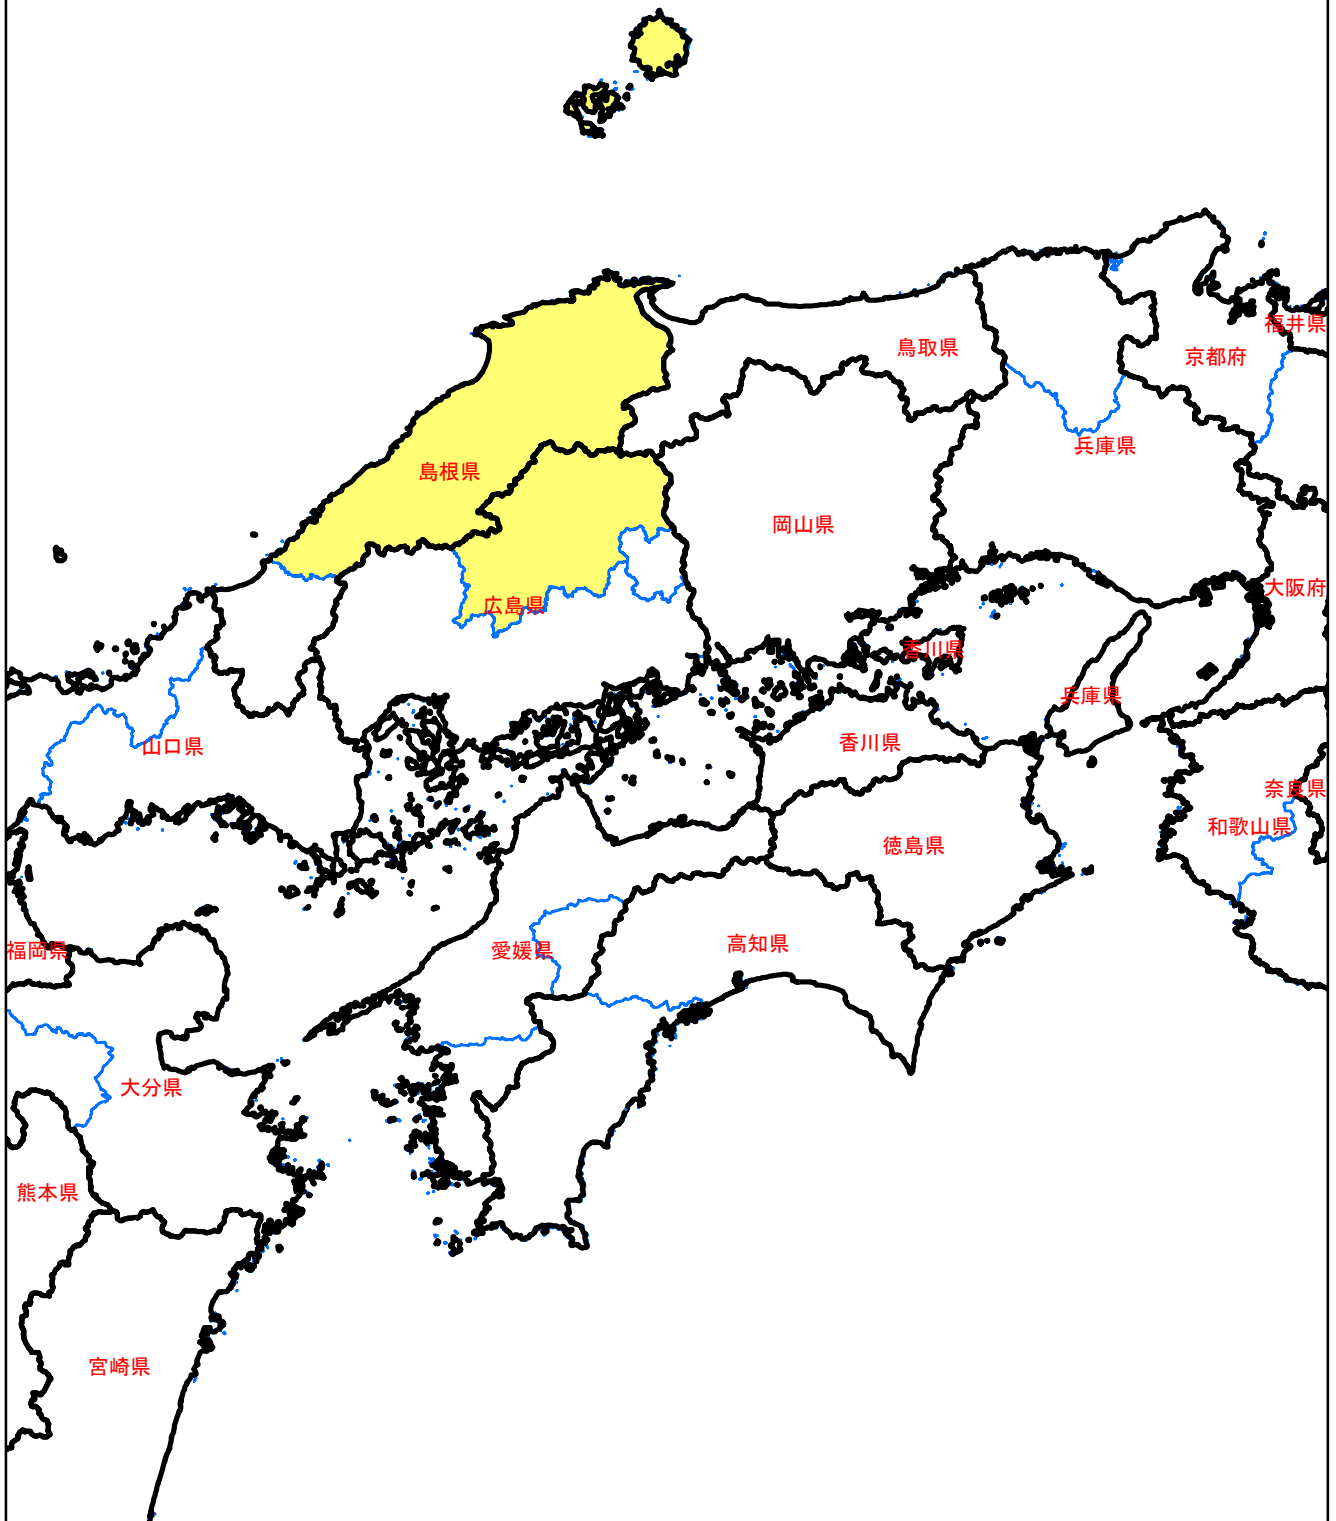 福井県
鳥取県
京都府
兵庫県
島根県
岡山県
大阪府
広島県
香川県
兵庫県
香川県
山口県
奈良県
和歌山県
徳島県
高知県
愛媛県
福岡県
大分県
熊本県
宮崎県